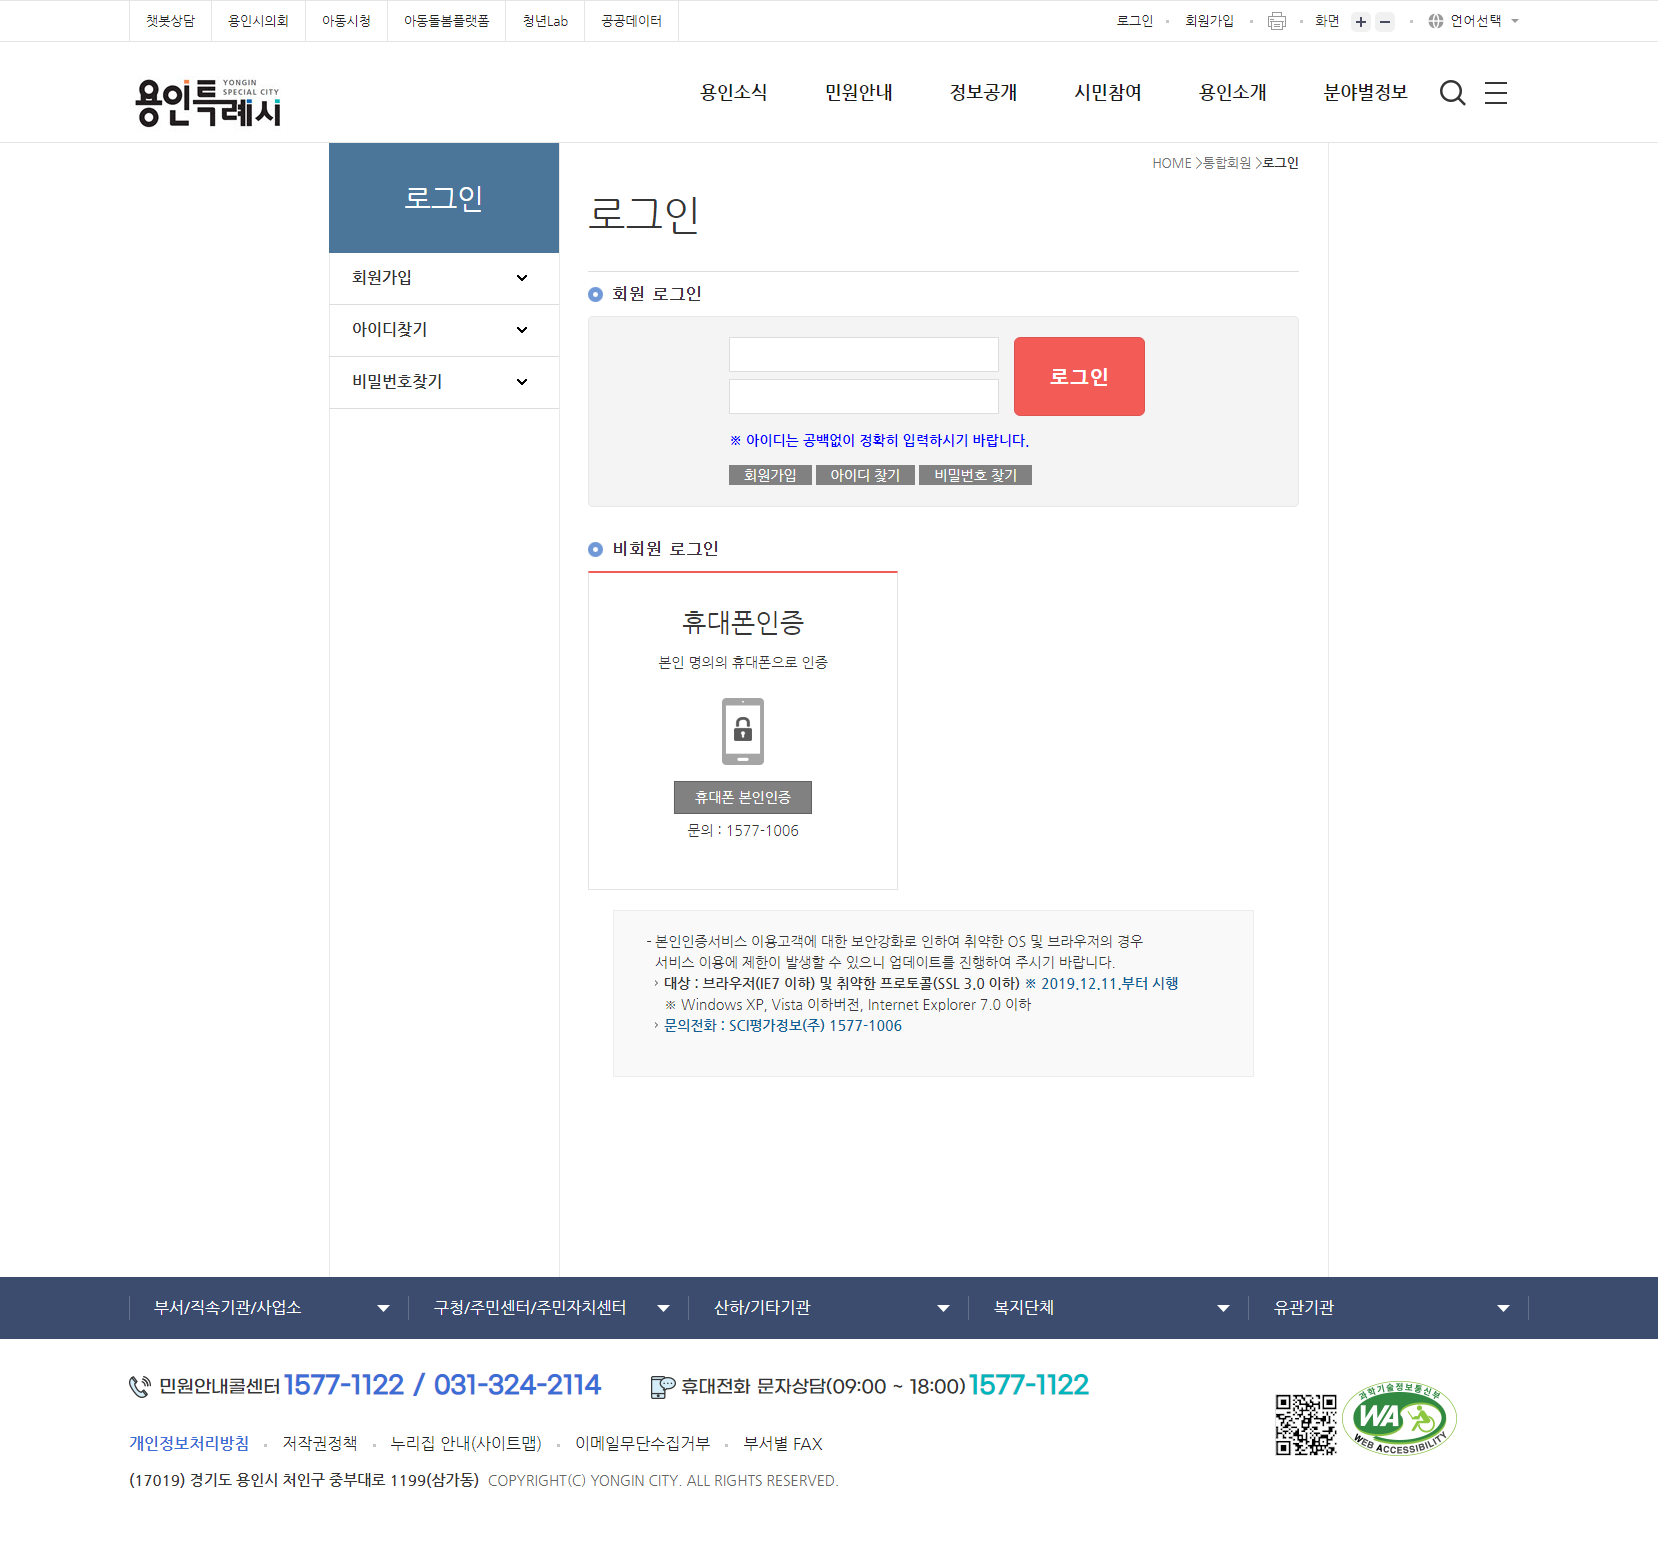 챗봇상담 용인시의회 아동시청 아동돌봄플랫폼 청년Lab 공공데이터 로그인 회원가입 화면 언어선택
용인특례시 YONGIN SPECIAL CITY
용인소식 민원안내 정보공개 시민참여 용인소개 분야별정보
HOME >통합회원 >로그인
로그인
회원가입
아이디찾기
비밀번호찾기
로그인
회원 로그인
로그인
※ 아이디는 공백없이 정확히 입력하시기 바랍니다.
회원가입 아이디 찾기 비밀번호 찾기
비회원 로그인
휴대폰인증
본인 명의의 휴대폰으로 인증
휴대폰 본인인증
문의 : 1577-1006
- 본인인증서비스 이용고객에 대한 보안강화로 인하여 취약한 OS 및 브라우저의 경우
서비스 이용에 제한이 발생할 수 있으니 업데이트를 진행하여 주시기 바랍니다.
› 대상 : 브라우저(IE7 이하) 및 취약한 프로토콜(SSL 3.0 이하) ※ 2019.12.11.부터 시행
※ Windows XP, Vista 이하버전, Internet Explorer 7.0 이하
› 문의전화 : SCI평가정보(주) 1577-1006
부서/직속기관/사업소 구청/주민센터/주민자치센터 산하/기타기관 복지단체 유관기관
민원안내콜센터 1577-1122 / 031-324-2114 휴대전화 문자상담(09:00 ~ 18:00) 1577-1122
개인정보처리방침 저작권정책 누리집 안내(사이트맵) 이메일무단수집거부 부서별 FAX
(17019) 경기도 용인시 처인구 중부대로 1199(삼가동) COPYRIGHT(C) YONGIN CITY. ALL RIGHTS RESERVED.
과학기술정보통신부
WA
WEB ACCESSIBILITY